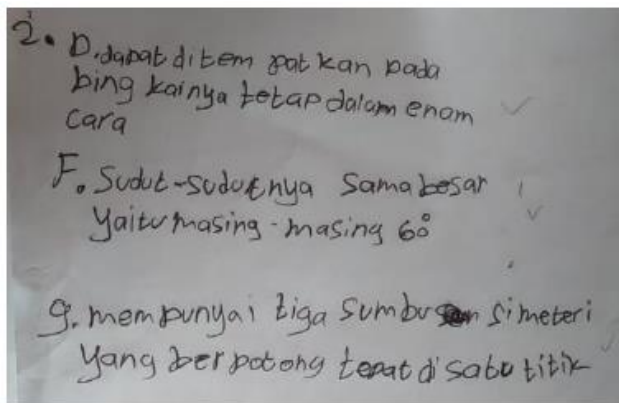 2. D. dapat ditempatkan pada
bingkainya tetap dalam enam
cara
F. Sudut-sudutnya sama besar
yaitu masing-masing 60°
g. mempunyai tiga sumbu simeteri
yang berpotong tepat di satu titik